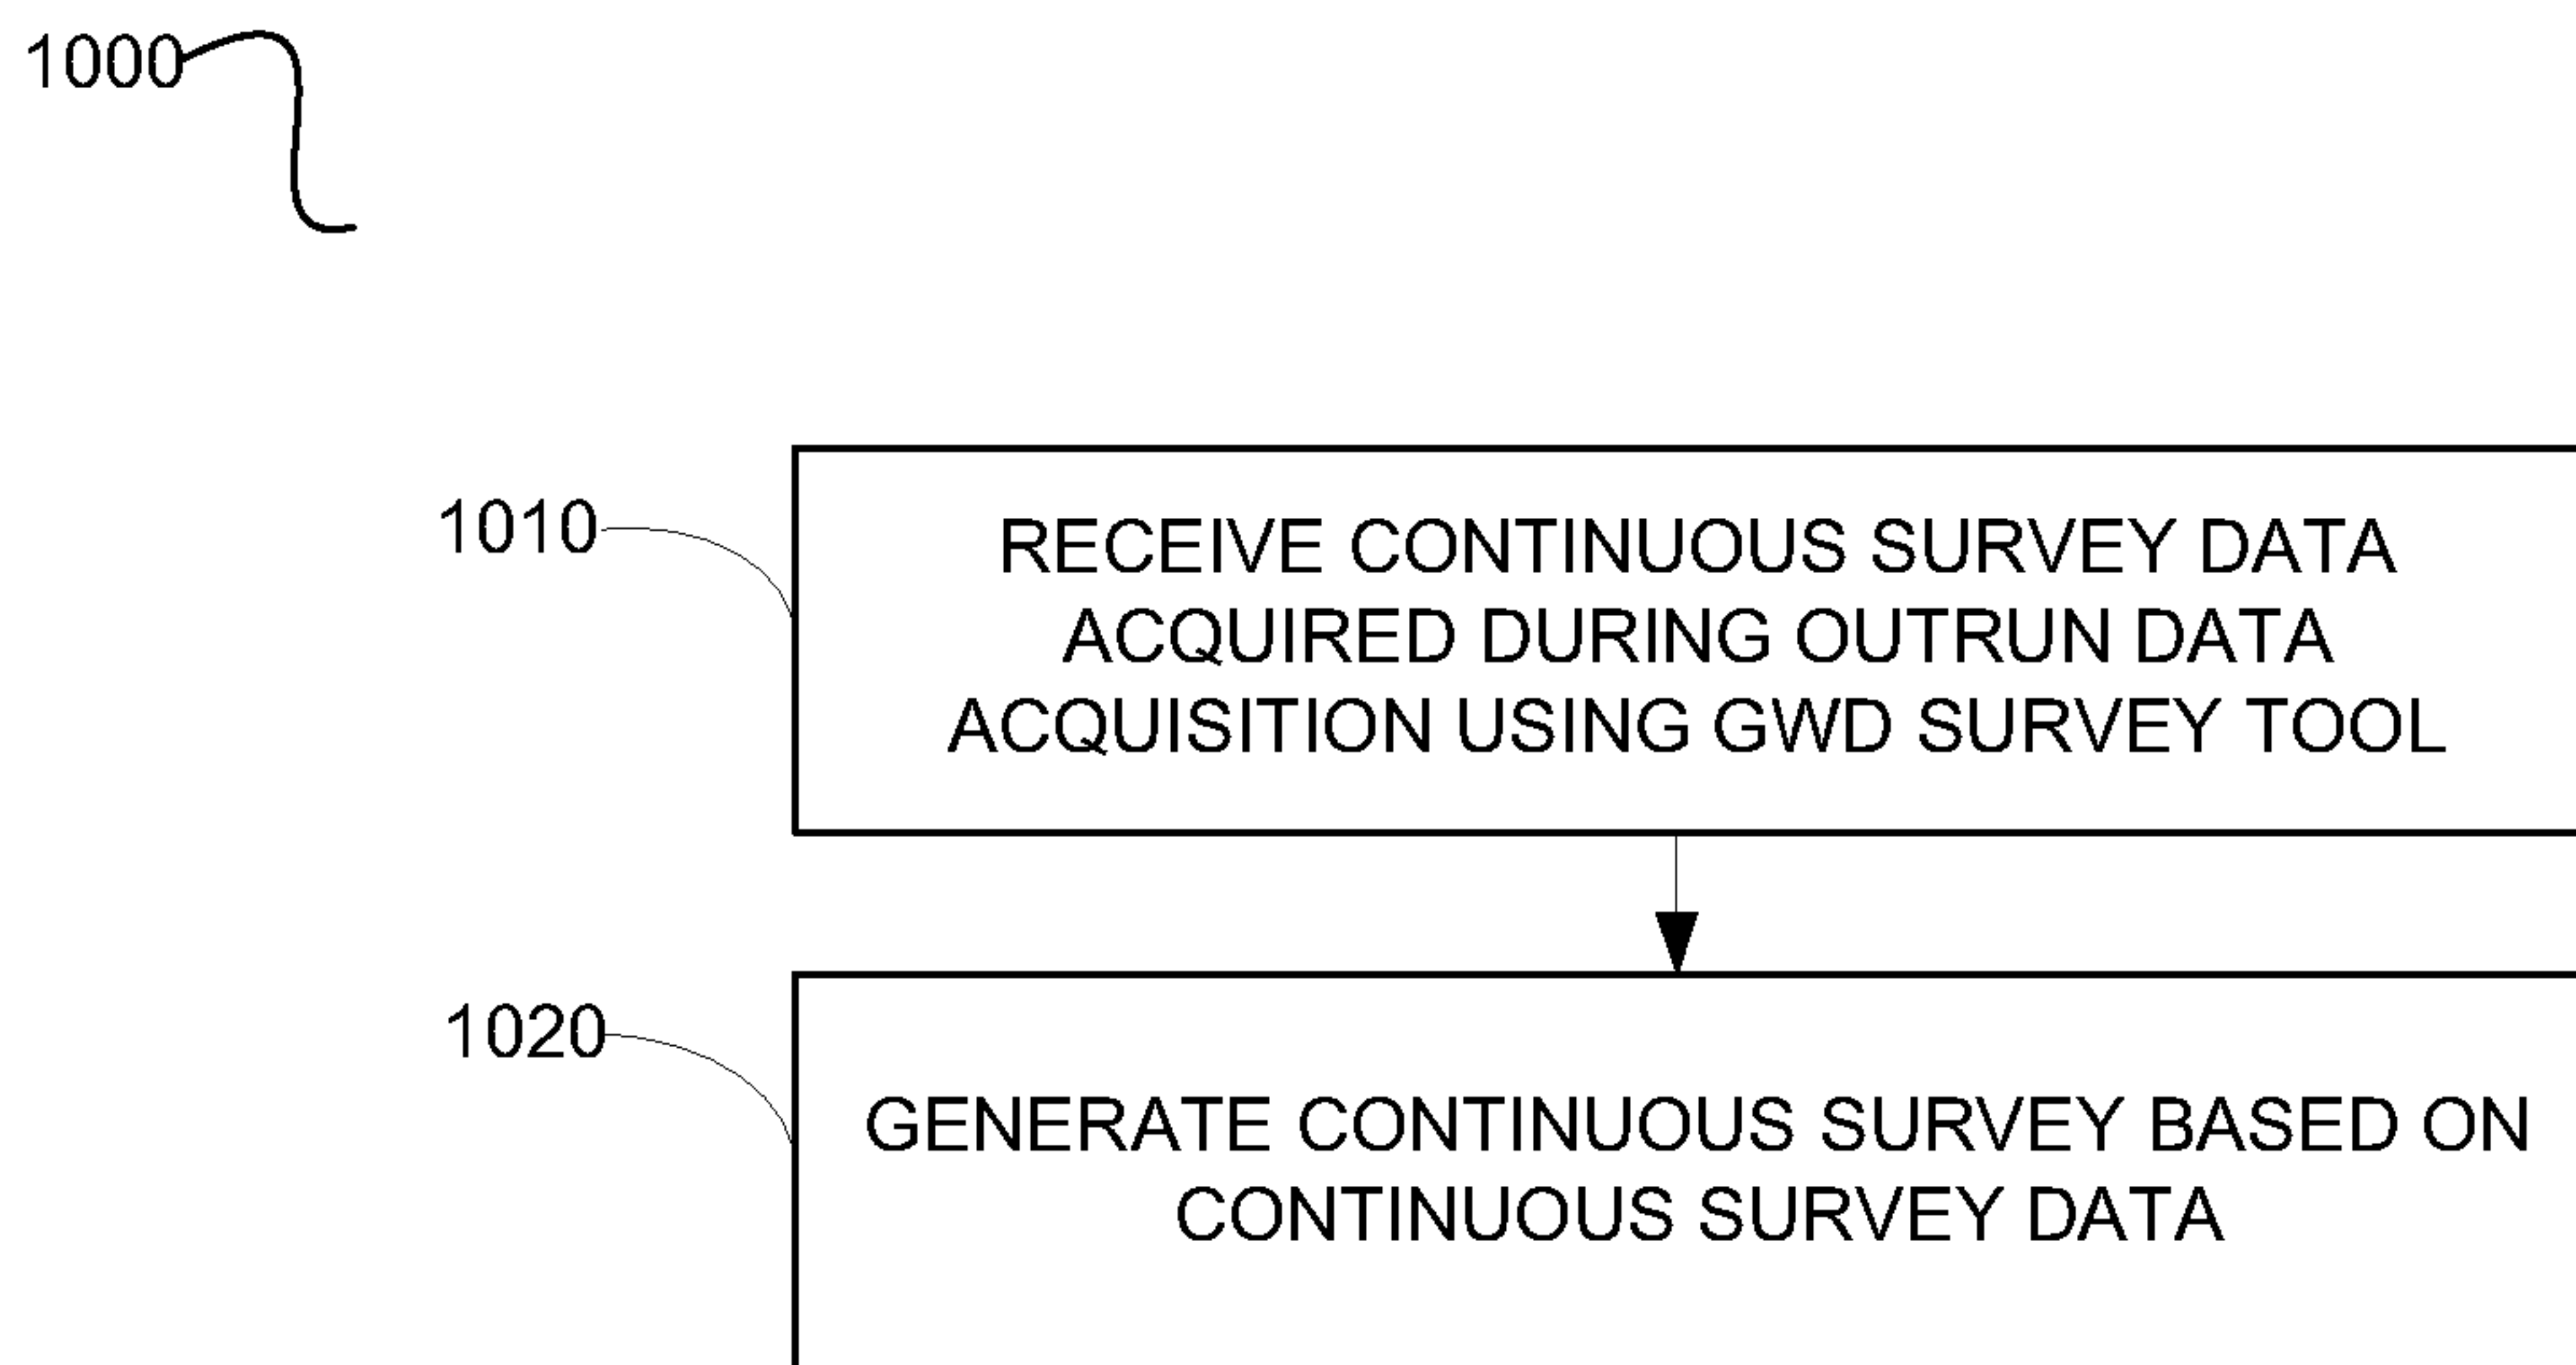 1000
1010
RECEIVE CONTINUOUS SURVEY DATA
ACQUIRED DURING OUTRUN DATA
ACQUISITION USING GWD SURVEY TOOL
1020
GENERATE CONTINUOUS SURVEY BASED ON
CONTINUOUS SURVEY DATA